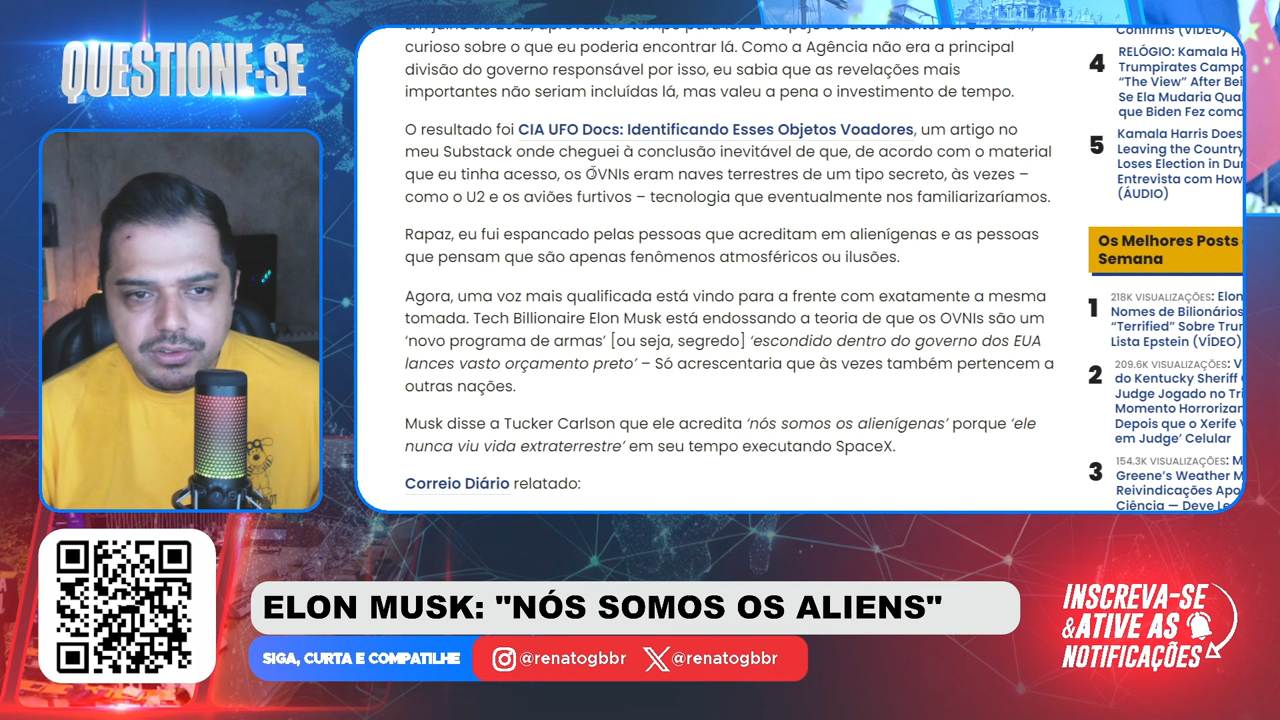 QUESTIONE-SE
curioso sobre o que eu poderia encontrar lá. Como a Agência não era a principal
divisão do governo responsável por isso, eu sabia que as revelações mais
importantes não seriam incluídas lá, mas valeu a pena o investimento de tempo.
O resultado foi CIA UFO Docs: Identificando Esses Objetos Voadores, um artigo no
meu Substack onde cheguei à conclusão inevitável de que, de acordo com o material
que eu tinha acesso, os OVNIs eram naves terrestres de um tipo secreto, às vezes –
como o U2 e os aviões furtivos – tecnologia que eventualmente nos familiarizaríamos.
Rapaz, eu fui espancado pelas pessoas que acreditam em alienígenas e as pessoas
que pensam que são apenas fenômenos atmosféricos ou ilusões.
Agora, uma voz mais qualificada está vindo para a frente com exatamente a mesma
tomada. Tech Billionaire Elon Musk está endossando a teoria de que os OVNIs são um
‘novo programa de armas’ [ou seja, segredo] ‘escondido dentro do governo dos EUA
lances vasto orçamento preto’ – Só acrescentaria que às vezes também pertencem a
outras nações.
Musk disse a Tucker Carlson que ele acredita ‘nós somos os alienígenas’ porque ‘ele
nunca viu vida extraterrestre’ em seu tempo executando SpaceX.
Correio Diário relatado:
Confirms (VÍDEO)
4 RELÓGIO: Kamala H
Trumpirates Campa
“The View” After Bei
Se Ela Mudaria Qual
que Biden Fez como
5 Kamala Harris Does
Leaving the Country
Loses Election in Dur
Entrevista com How
(ÁUDIO)
Os Melhores Posts
Semana
1 218K VISUALIZAÇÕES: Elon
Nomes de Bilionários
“Terrified” Sobre Trum
Lista Epstein (VÍDEO)
2 209.6K VISUALIZAÇÕES: V
do Kentucky Sheriff
Judge Jogado no Tri
Momento Horrorizan
Depois que o Xerife V
em Judge’ Celular
3 154.3K VISUALIZAÇÕES: M
Greene’s Weather M
Reivindicações Apo
Ciência — Deve Le
ELON MUSK: "NÓS SOMOS OS ALIENS"
SIGA, CURTA E COMPATILHE @renatogbbr @renatogbbr
INSCREVA-SE
&ATIVE AS
NOTIFICAÇÕES